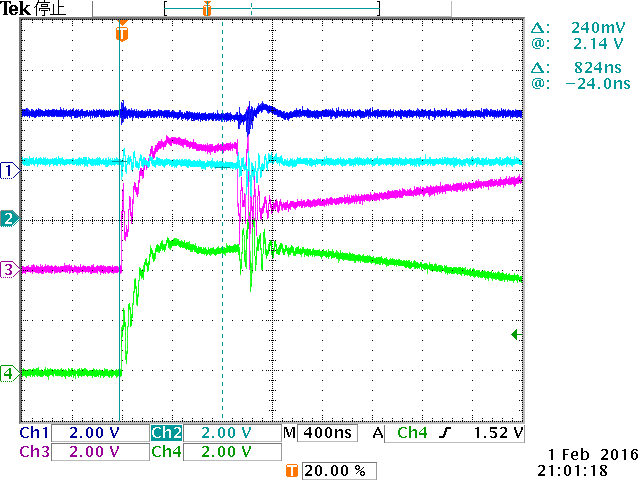 Tek 停止
T
T
Δ: 240mV
@: 2.14 V
Δ: 824ns
@: −24.0ns
1
2
3
4
Ch1 2.00 V Ch2 2.00 V M 400ns A Ch4 ƒ 1.52 V
Ch3 2.00 V Ch4 2.00 V
T 20.00 %
1 Feb 2016
21:01:18